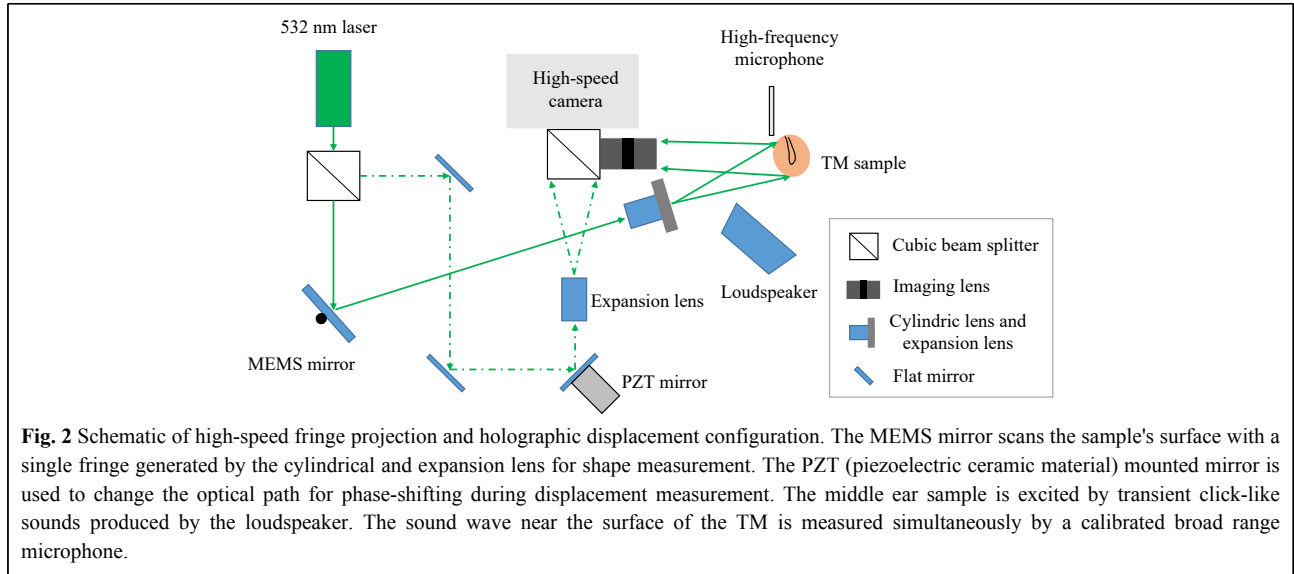 532 nm laser
High-frequency
microphone
High-speed
camera
TM sample
Cubic beam splitter
Imaging lens
Cylindric lens and
expansion lens
Flat mirror
Loudspeaker
Expansion lens
MEMS mirror
PZT mirror
Fig. 2 Schematic of high-speed fringe projection and holographic displacement configuration. The MEMS mirror scans the sample's surface with a
single fringe generated by the cylindrical and expansion lens for shape measurement. The PZT (piezoelectric ceramic material) mounted mirror is
used to change the optical path for phase-shifting during displacement measurement. The middle ear sample is excited by transient click-like
sounds produced by the loudspeaker. The sound wave near the surface of the TM is measured simultaneously by a calibrated broad range
microphone.